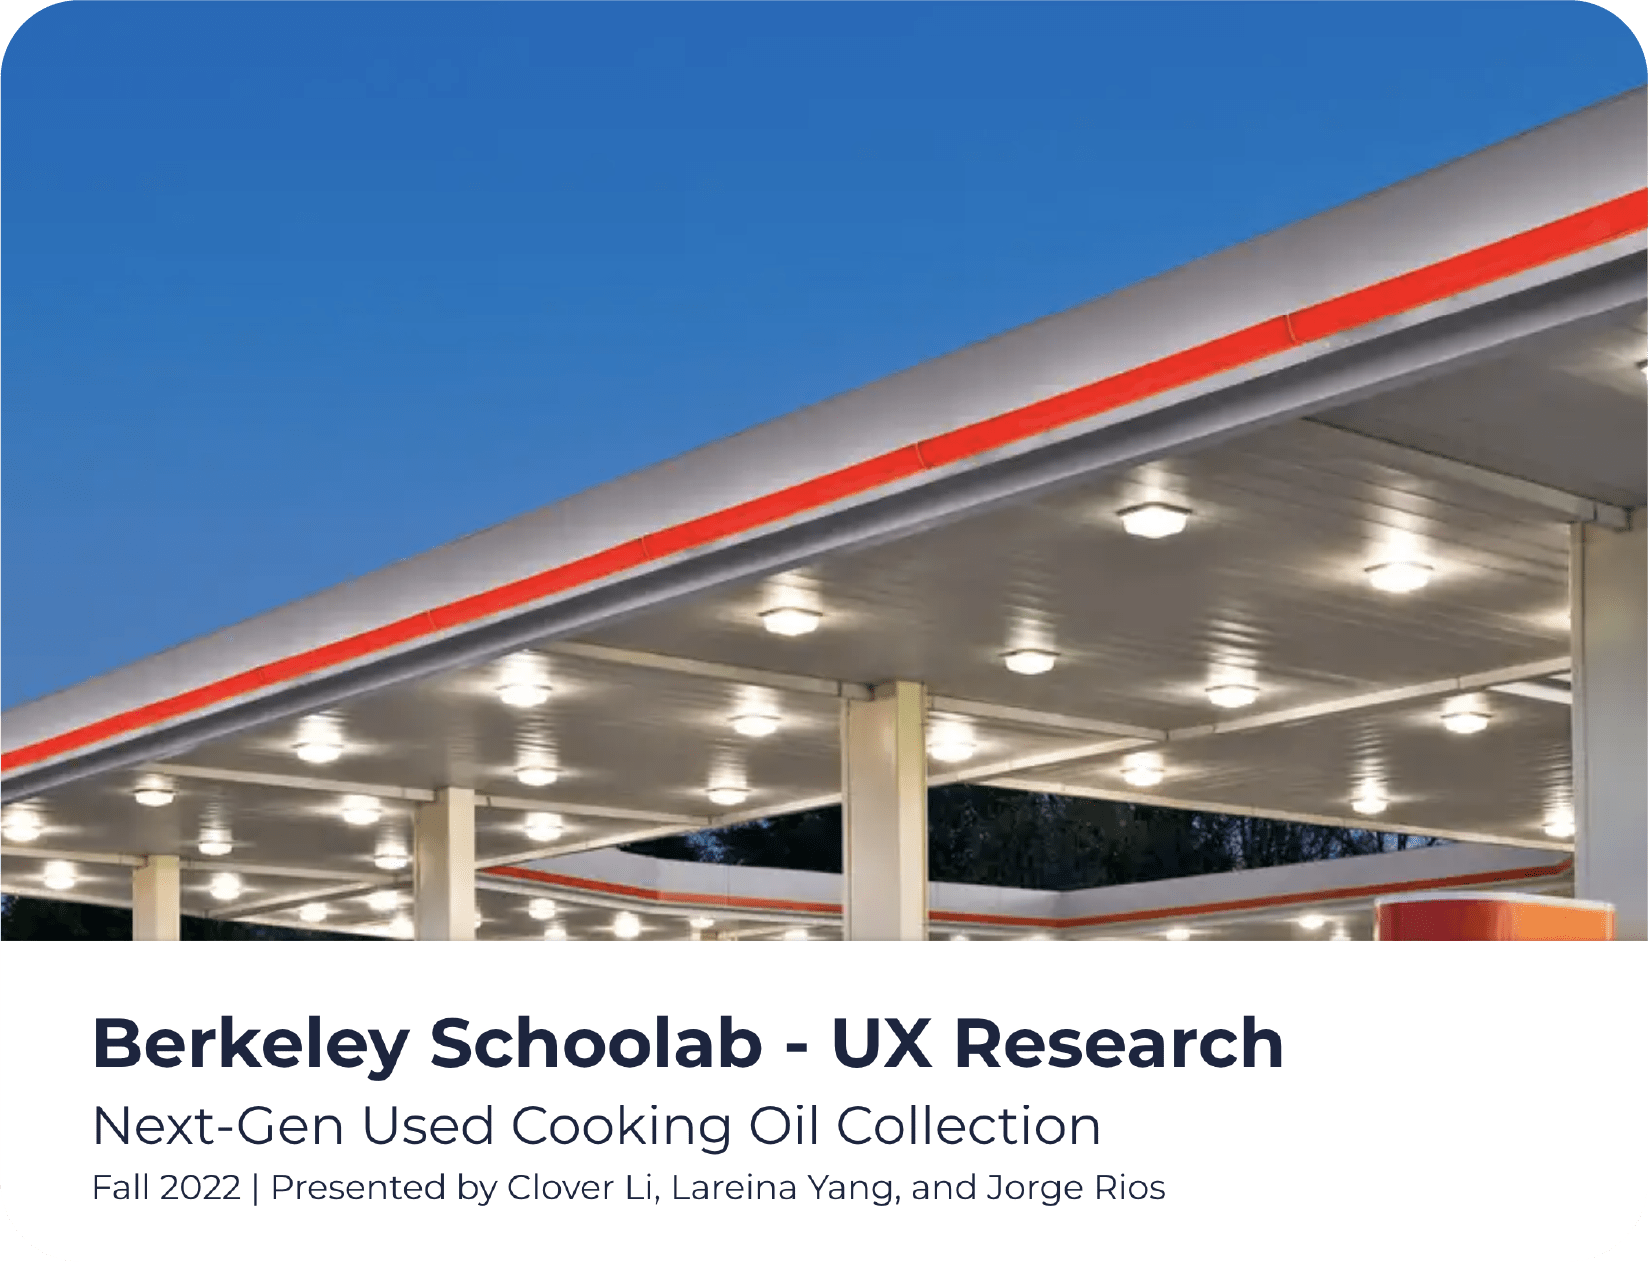 Berkeley Schoolab - UX Research
Next-Gen Used Cooking Oil Collection
Fall 2022 | Presented by Clover Li, Lareina Yang, and Jorge Rios